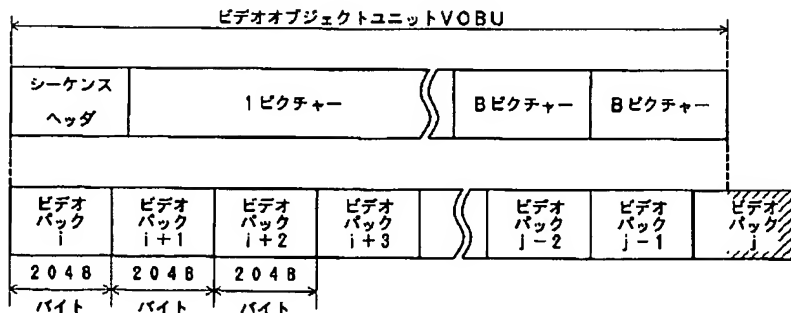 ビデオオブジェクトユニットVOBU
シーケンス
ヘッダ
1ピクチャー
Bピクチャー
Bピクチャー
ビデオ
パック
i
ビデオ
パック
i+1
ビデオ
パック
i+2
ビデオ
パック
i+3
ビデオ
パック
j-2
ビデオ
パック
j-1
ビデオ
パック
j
2048
バイト
2048
バイト
2048
バイト